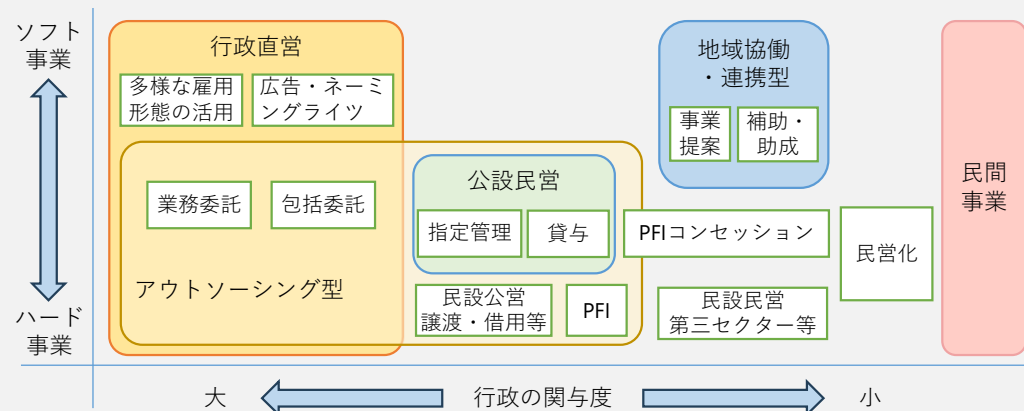 ソフト
事業
行政直営
多様な雇用
形態の活用
広告・ネーミ
ングライツ
地域協働
・連携型
事業
提案
補助・
助成
民間
事業
公設民営
業務委託
包括委託
指定管理
貸与
PFIコンセッション
民営化
アウトソーシング型
民設公営
譲渡・借用等
PFI
民設民営
第三セクター等
ハード
事業
大
行政の関与度
小